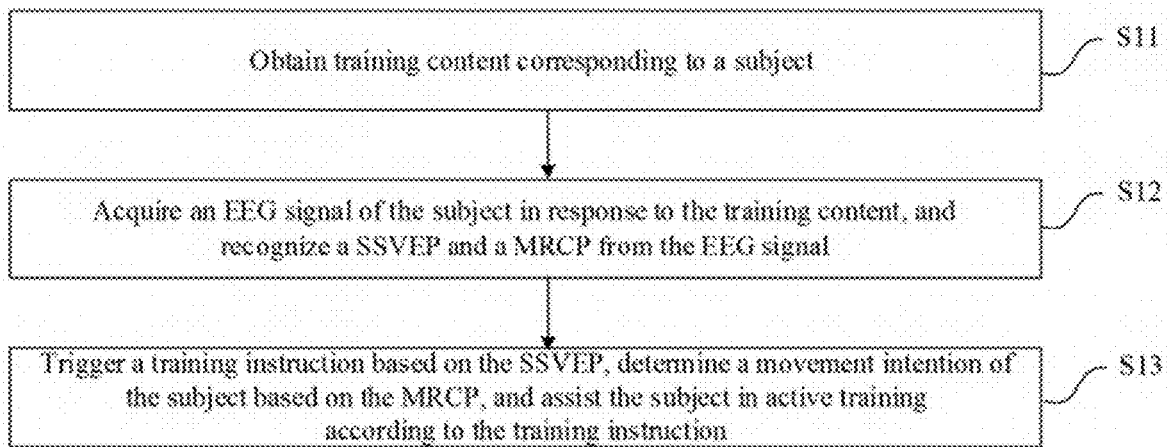 Obtain training content corresponding to a subject
S11
Acquire an EEG signal of the subject in response to the training content, and
recognize a SSVEP and a MRCP from the EEG signal
S12
Trigger a training instruction based on the SSVEP, determine a movement intention
of the subject based on the MRCP, and assist the subject in active training
according to the training instruction
S13